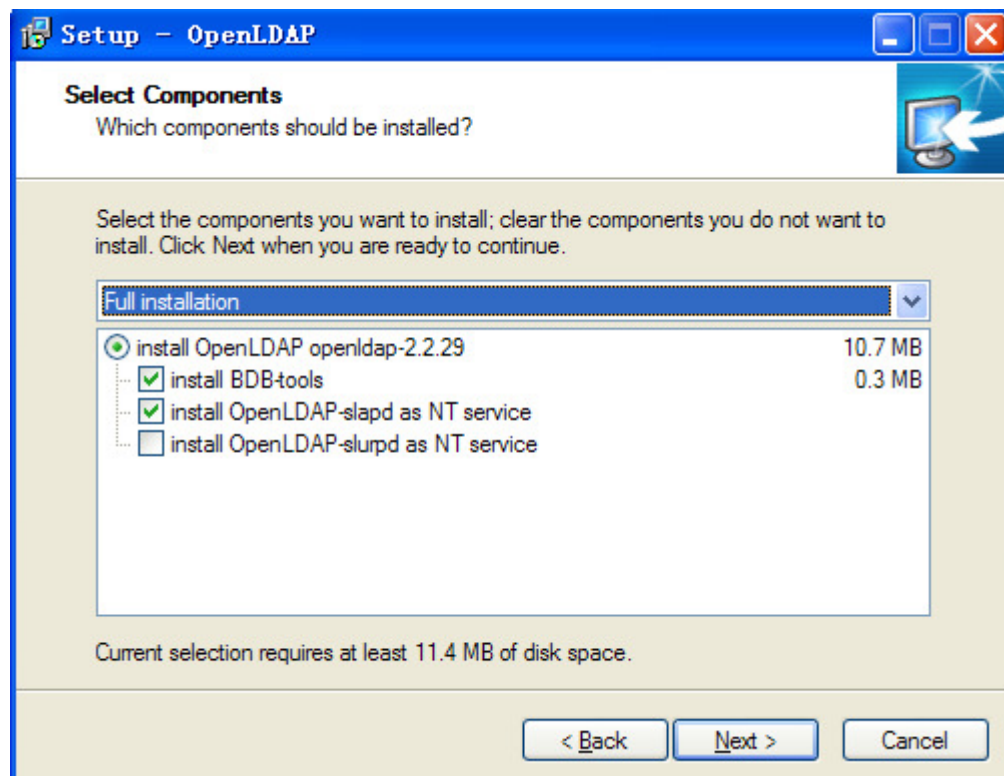 Setup - OpenLDAP
Select Components
Which components should be installed?
Select the components you want to install; clear the components you do not want to
install. Click Next when you are ready to continue.
Full installation
install OpenLDAP openldap-2.2.29 10.7 MB
install BDB-tools 0.3 MB
install OpenLDAP-slapd as NT service
install OpenLDAP-slurpd as NT service
Current selection requires at least 11.4 MB of disk space.
< Back Next > Cancel